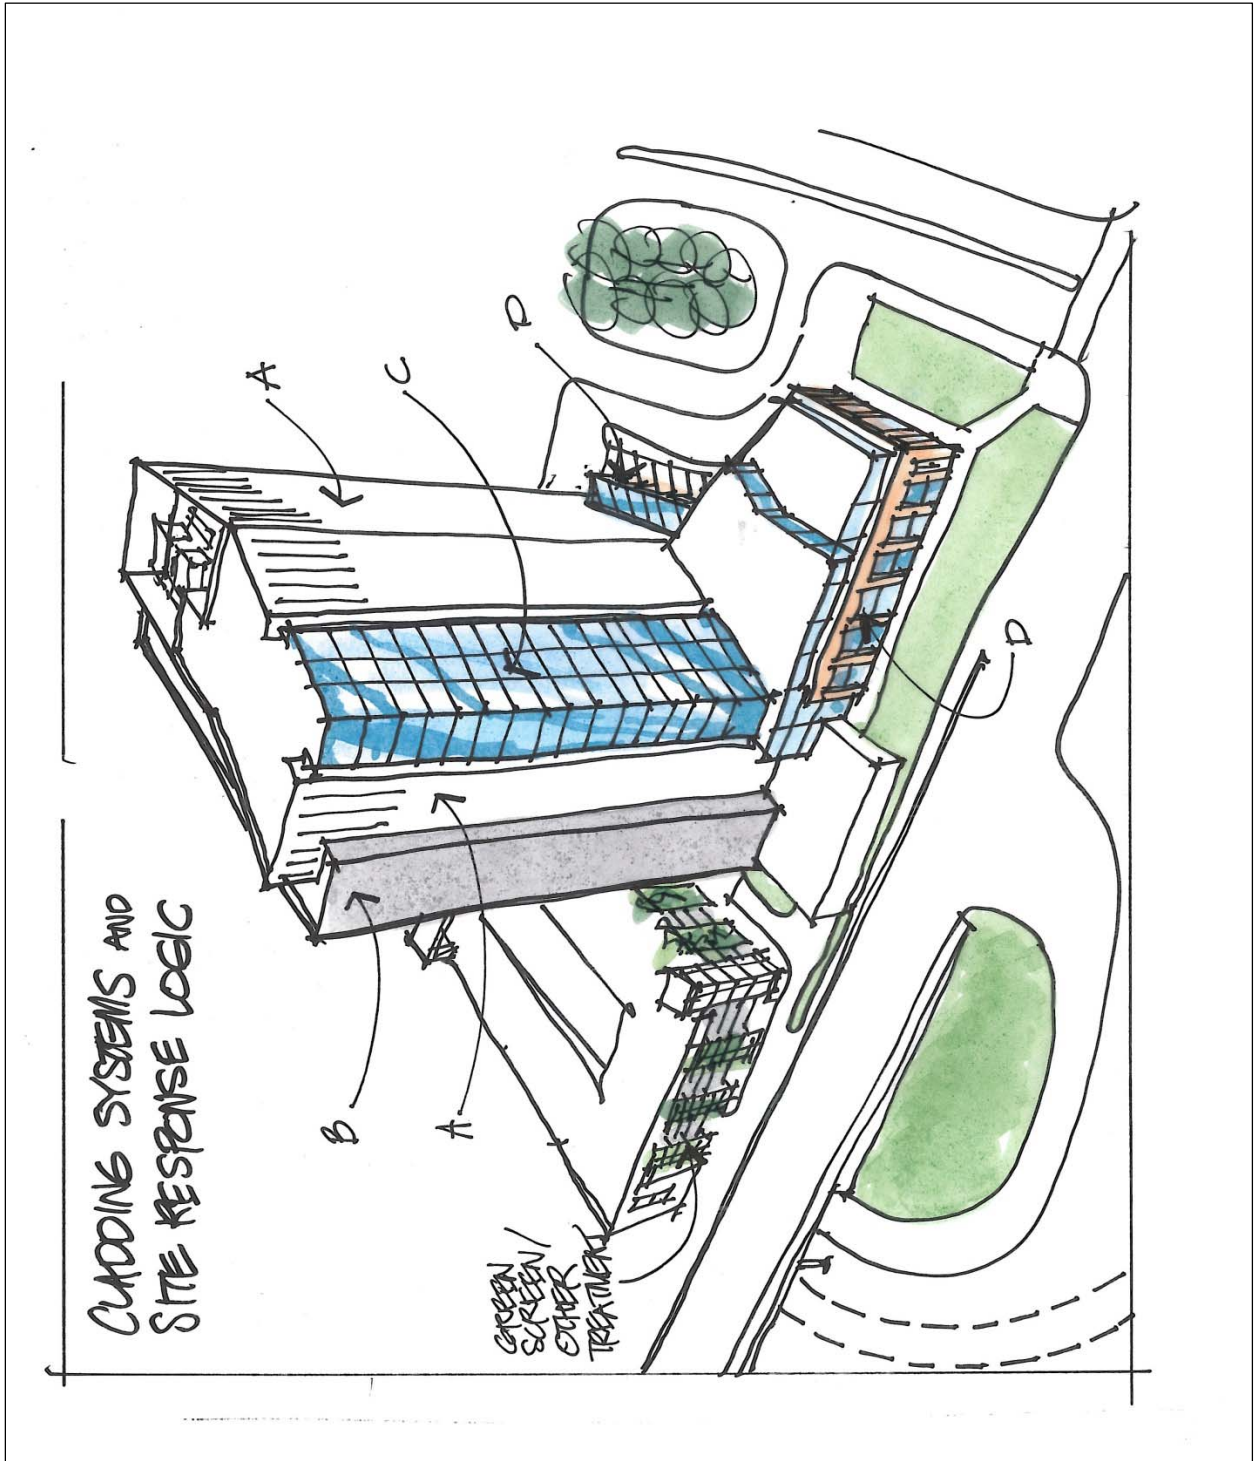 CLADDING SYSTEMS AND
SITE RESPONSE LOGIC
B
A
A
C
D
D
GREEN
SCREEN/
OTHER
TREATMENT